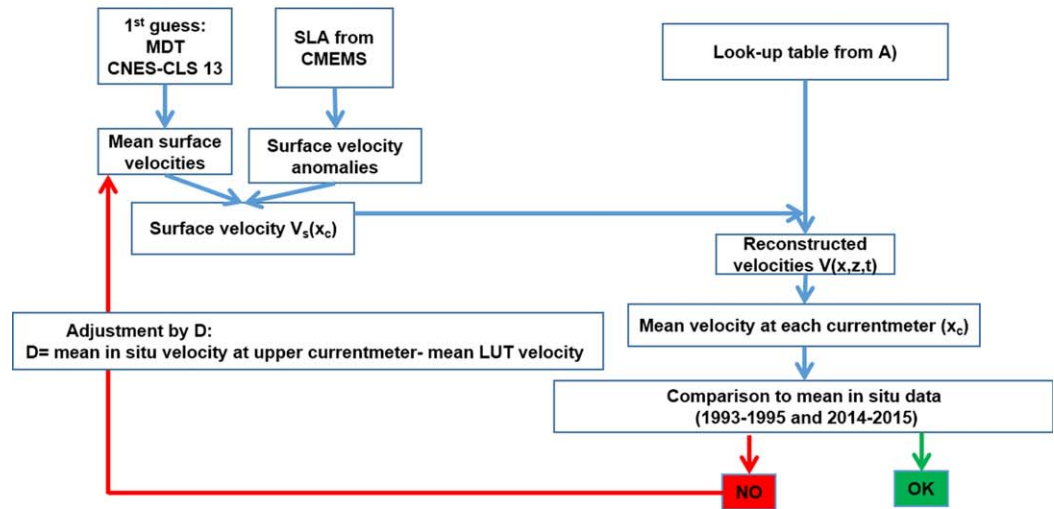 1st guess:
MDT
CNES-CLS 13
SLA from
CMEMS
Look-up table from A)
Mean surface
velocities
Surface velocity
anomalies
Surface velocity Vs(xc)
Reconstructed
velocities V(x,z,t)
Adjustment by D:
D= mean in situ velocity at upper currentmeter- mean LUT velocity
Mean velocity at each currentmeter (xc)
Comparison to mean in situ data
(1993-1995 and 2014-2015)
NO
OK